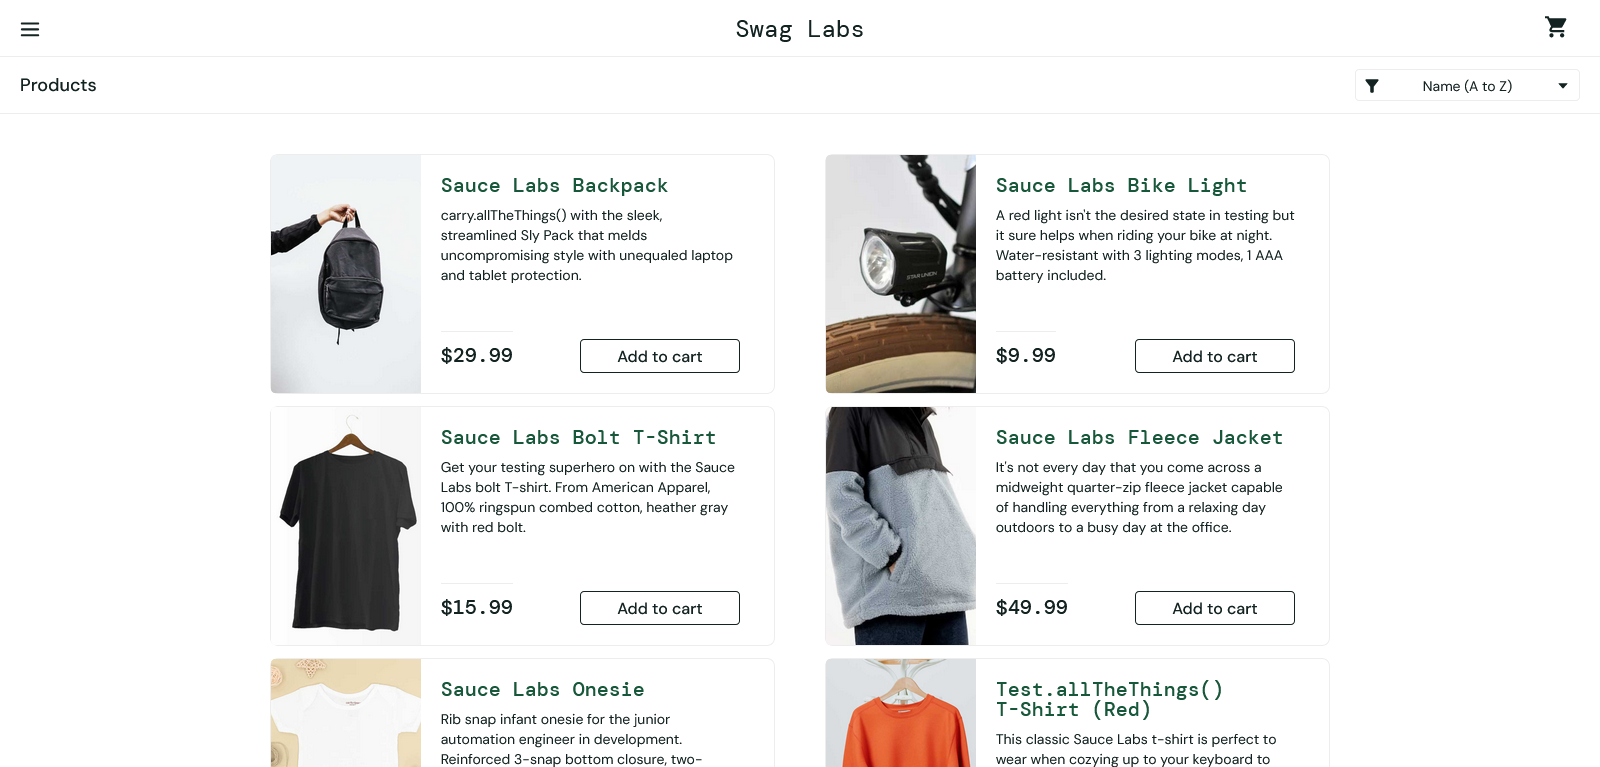 Swag Labs
Products
Name (A to Z)
Sauce Labs Backpack
carry.allTheThings() with the sleek,
streamlined Sly Pack that melds
uncompromising style with unequaled laptop
and tablet protection.
$29.99
Add to cart
Sauce Labs Bike Light
A red light isn't the desired state in testing but
it sure helps when riding your bike at night.
Water-resistant with 3 lighting modes, 1 AAA
battery included.
STAR UNION
$9.99
Add to cart
Sauce Labs Bolt T-Shirt
Get your testing superhero on with the Sauce
Labs bolt T-shirt. From American Apparel,
100% ringspun combed cotton, heather gray
with red bolt.
$15.99
Add to cart
Sauce Labs Fleece Jacket
It's not every day that you come across a
midweight quarter-zip fleece jacket capable
of handling everything from a relaxing day
outdoors to a busy day at the office.
$49.99
Add to cart
Sauce Labs Onesie
Rib snap infant onesie for the junior
automation engineer in development.
Reinforced 3-snap bottom closure, two-
Test.allTheThings()
T-Shirt (Red)
This classic Sauce Labs t-shirt is perfect to
wear when cozying up to your keyboard to